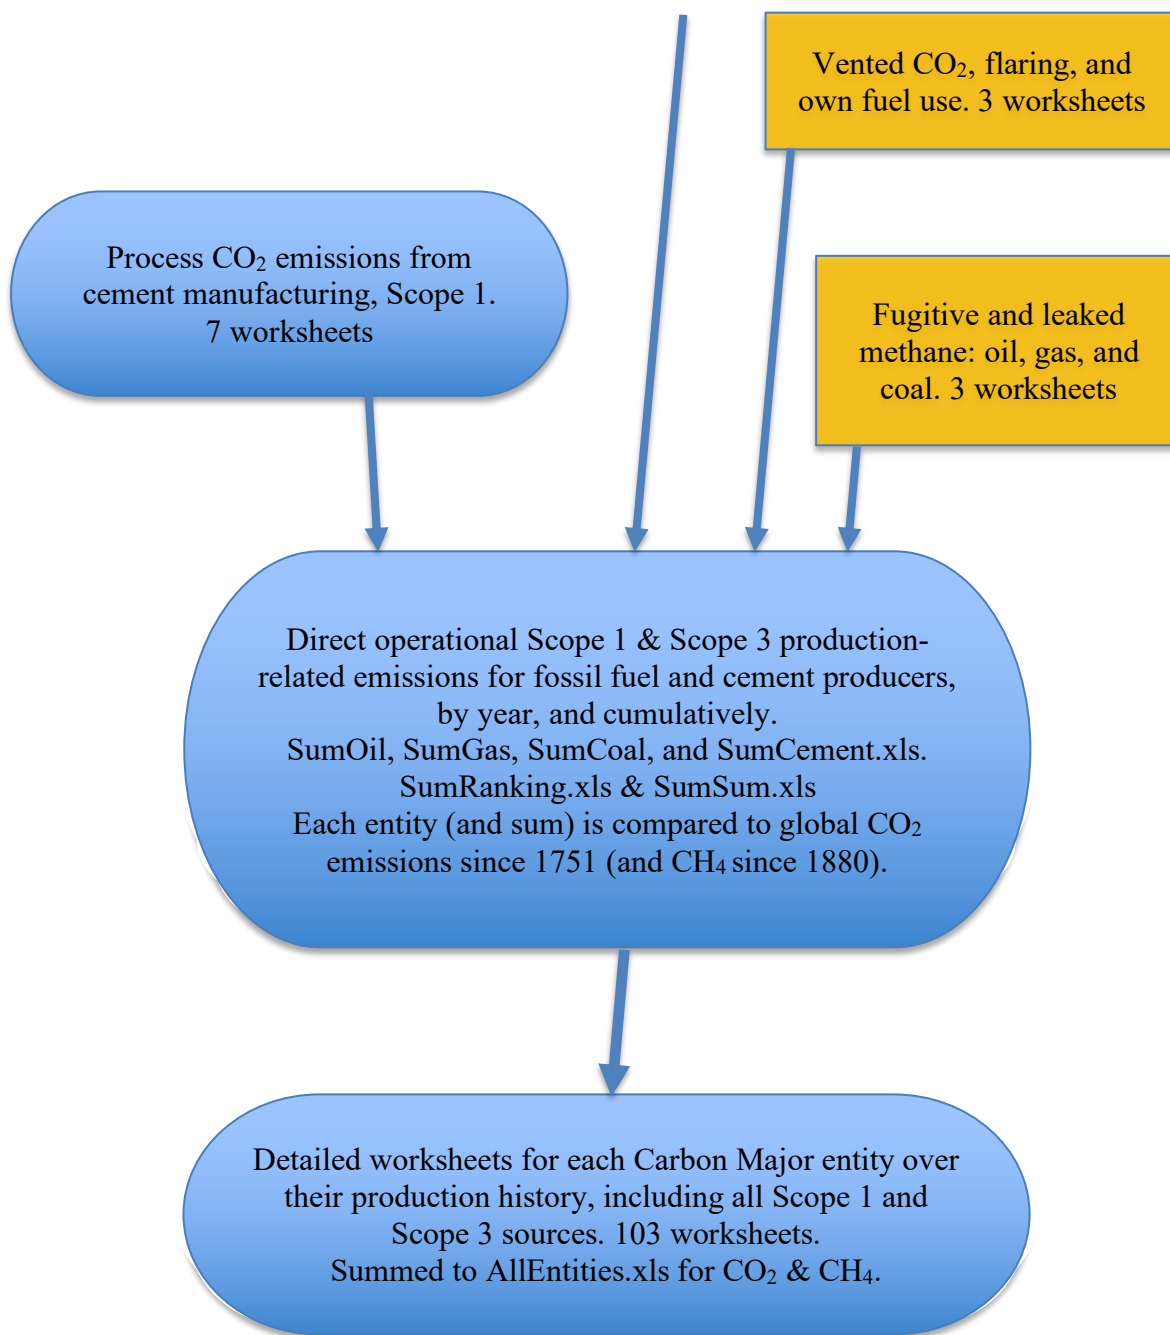 Vented CO₂, flaring, and
own fuel use. 3 worksheets
Process CO₂ emissions from
cement manufacturing, Scope 1.
7 worksheets
Fugitive and leaked
methane: oil, gas, and
coal. 3 worksheets
Direct operational Scope 1 & Scope 3 production-
related emissions for fossil fuel and cement producers,
by year, and cumulatively.
SumOil, SumGas, SumCoal, and SumCement.xls.
SumRanking.xls & SumSum.xls
Each entity (and sum) is compared to global CO₂
emissions since 1751 (and CH₄ since 1880).
Detailed worksheets for each Carbon Major entity over
their production history, including all Scope 1 and
Scope 3 sources. 103 worksheets.
Summed to AllEntities.xls for CO₂ & CH₄.